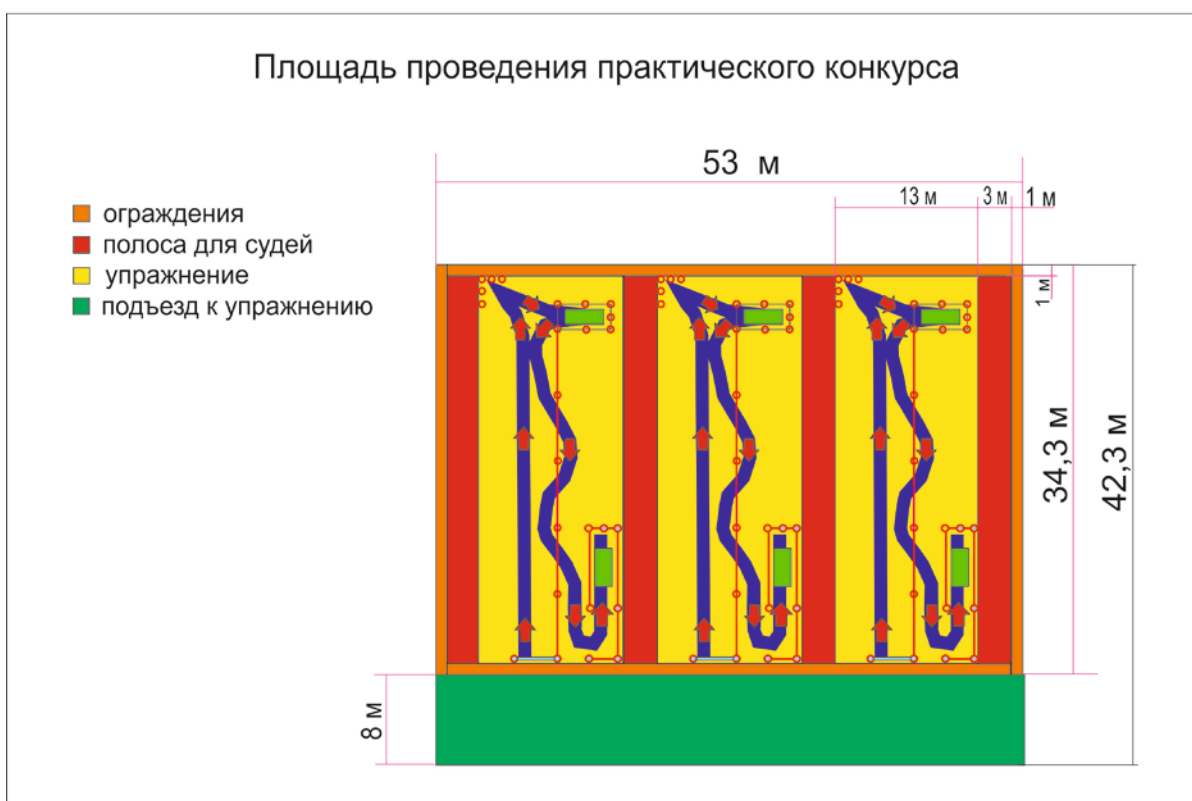 Площадь проведения практического конкурса
53 м
13 м
3 м
1 м
ограждения
полоса для судей
упражнение
подъезд к упражнению
1 м
34,3 м
42,3 м
8 м